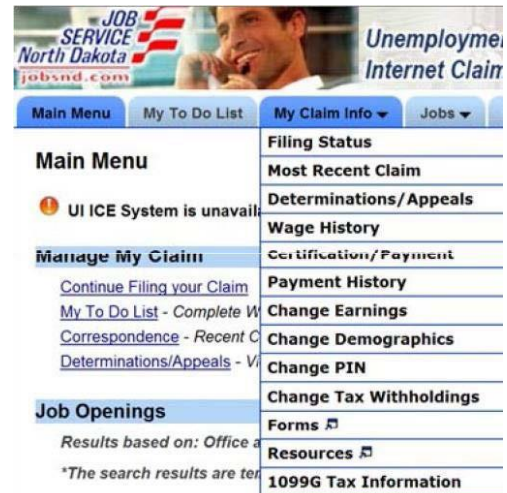 JOB
SERVICE
North Dakota
jobsnd.com
Internet Claim
Main Menu
My To Do List
My Claim Info
Jobs
Filing Status
Most Recent Claim
Determinations/Appeals
Wage History
Certification/Payment
Payment History
Change Earnings
Change Demographics
Change PIN
Change Tax Withholdings
Forms
Resources
1099G Tax Information
Main Menu
UI ICE System is
Manage My Claim
Continue Filing your Claim
My To Do List - Complete W
Correspondence - Recent C
Determinations/Appeals - Vi
Job Openings
Results based on: Office a
*The search results are